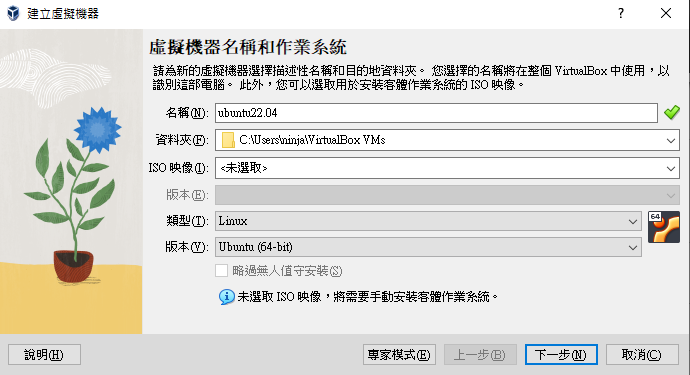 建立虛擬機器
? ×
虛擬機器名稱和作業系統
請為新的虛擬機器選擇描述性名稱和目的地資料夾。您選擇的名稱將在整個 VirtualBox 中使用，以
識別這部電腦。此外，您可以選取用於安裝客體作業系統的 ISO 映像。
名稱(N): ubuntu22.04
資料夾(F): C:\Users\ninja\VirtualBox VMs
ISO 映像(I): <未選取>
版本(E):
類型(T): Linux
64
版本(V): Ubuntu (64-bit)
略過無人值守安裝(S)
未選取 ISO 映像，將需要手動安裝客體作業系統。
說明(H) 專家模式(E) 上一步(B) 下一步(N) 取消(C)